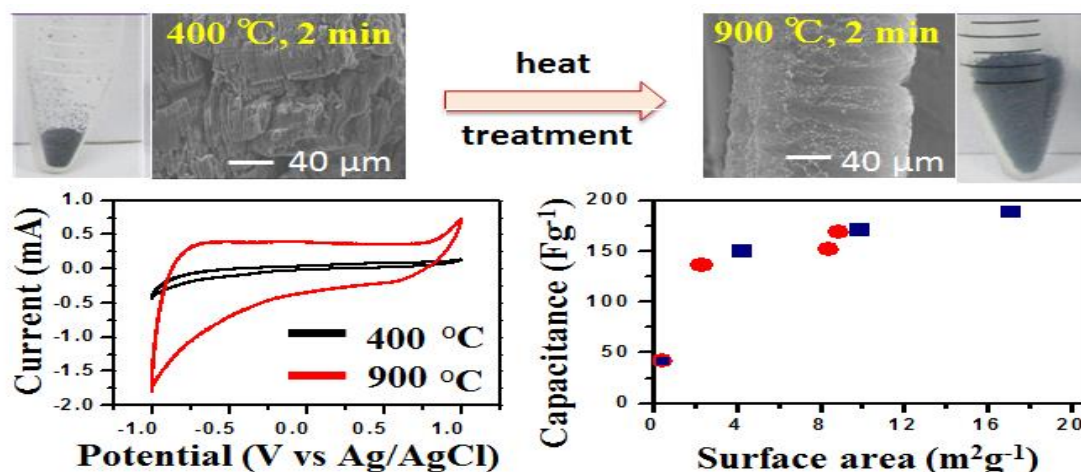 400 ℃, 2 min
40 μm
heat
treatment
900 ℃, 2 min
40 μm
Current (mA)
1.0
0.5
0.0
-0.5
-1.0
-1.5
-2.0
400 °C
900 °C
-1.0 -0.5 0.0 0.5 1.0
Potential (V vs Ag/AgCl)
Capacitance (Fg⁻¹)
200
150
100
50
0
0 4 8 12 16 20
Surface area (m²g⁻¹)